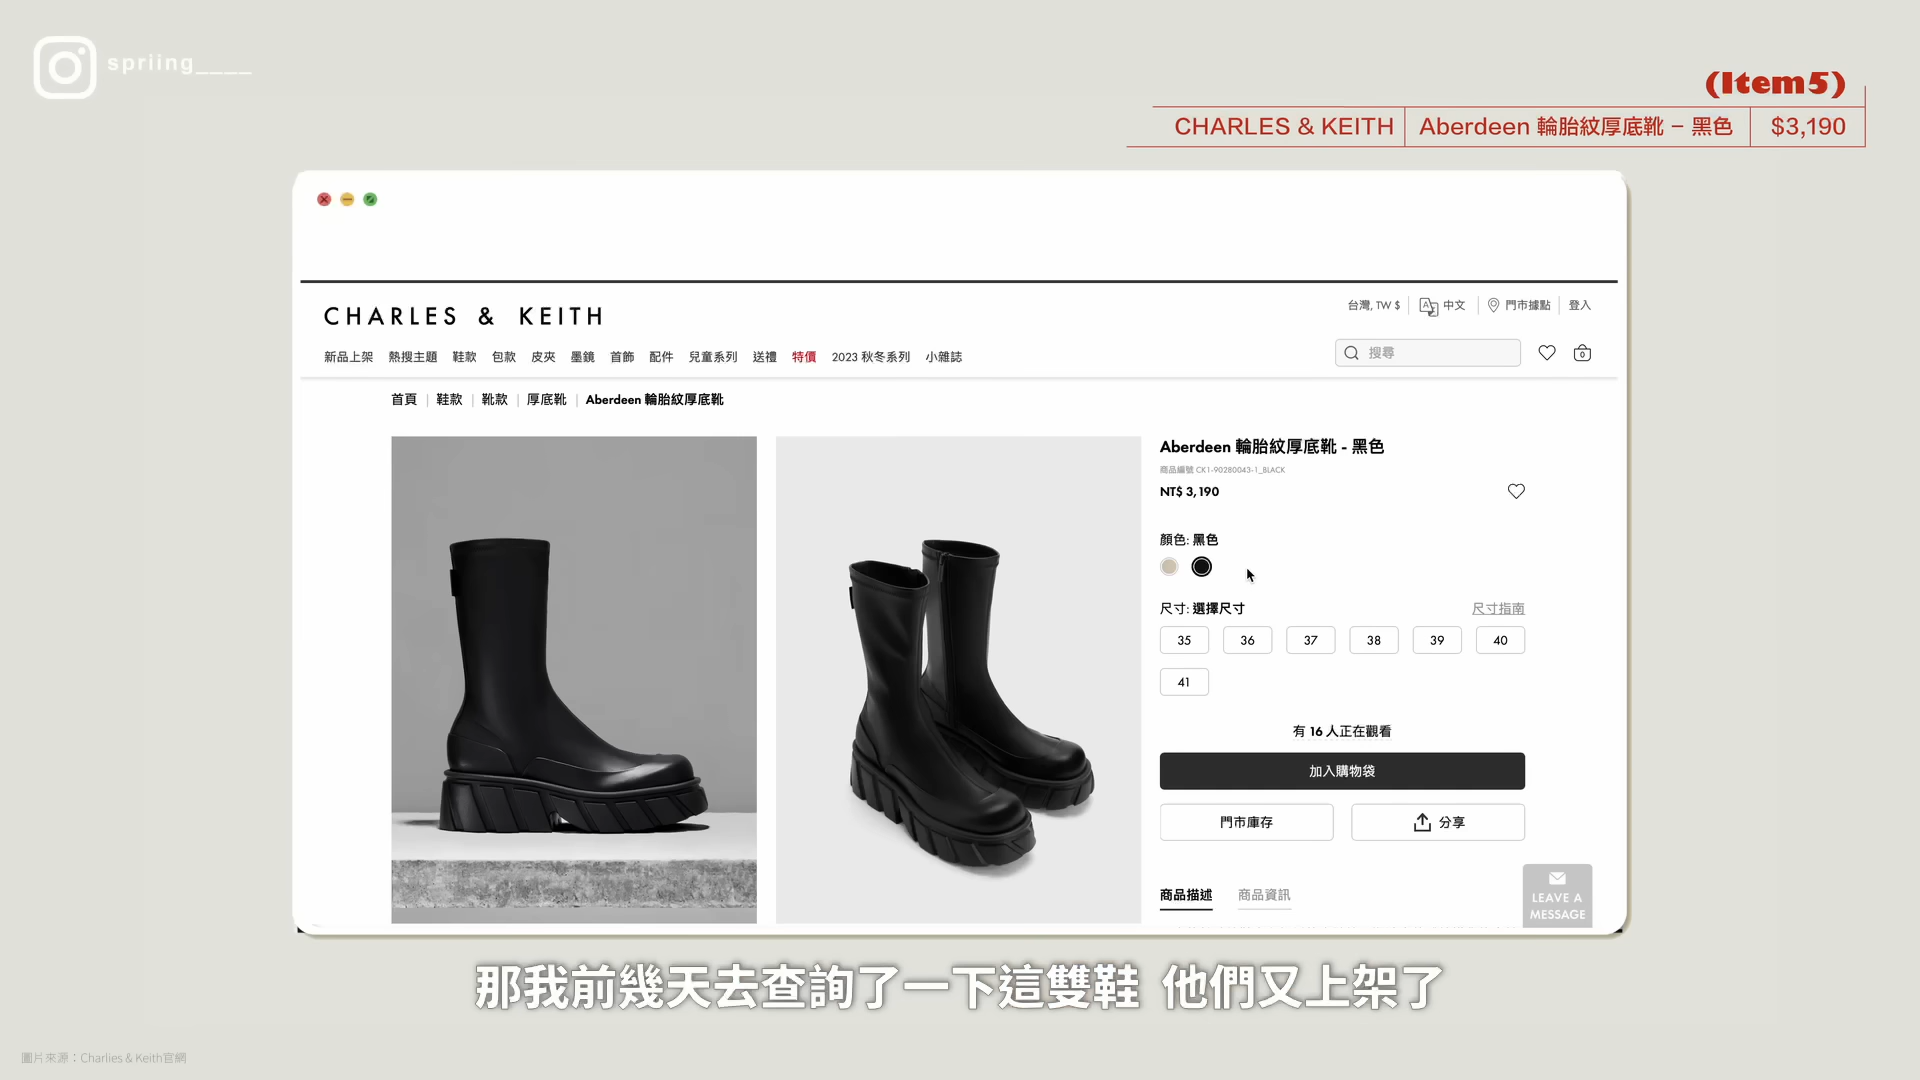 spriing____
(Item5)
CHARLES & KEITH
Aberdeen 輪胎紋厚底靴 – 黑色
$3,190
台灣, TW $
中文
門市據點
登入
CHARLES & KEITH
新品上架 熱搜主題 鞋款 包款 皮夾 墨鏡 首飾 配件 兒童系列 送禮 特價 2023 秋冬系列 小雜誌
搜尋
0
首頁 | 鞋款 | 靴款 | 厚底靴 | Aberdeen 輪胎紋厚底靴
Aberdeen 輪胎紋厚底靴 - 黑色
商品編號 CK1-90280043-1_BLACK
NT$ 3,190
顏色: 黑色
尺寸: 選擇尺寸
尺寸指南
35 36 37 38 39 40
41
有 16 人正在觀看
加入購物袋
門市庫存
分享
商品描述
商品資訊
LEAVE A
MESSAGE
那我前幾天去查詢了一下這雙鞋 他們又上架了
圖片來源：Charlies & Keith官網